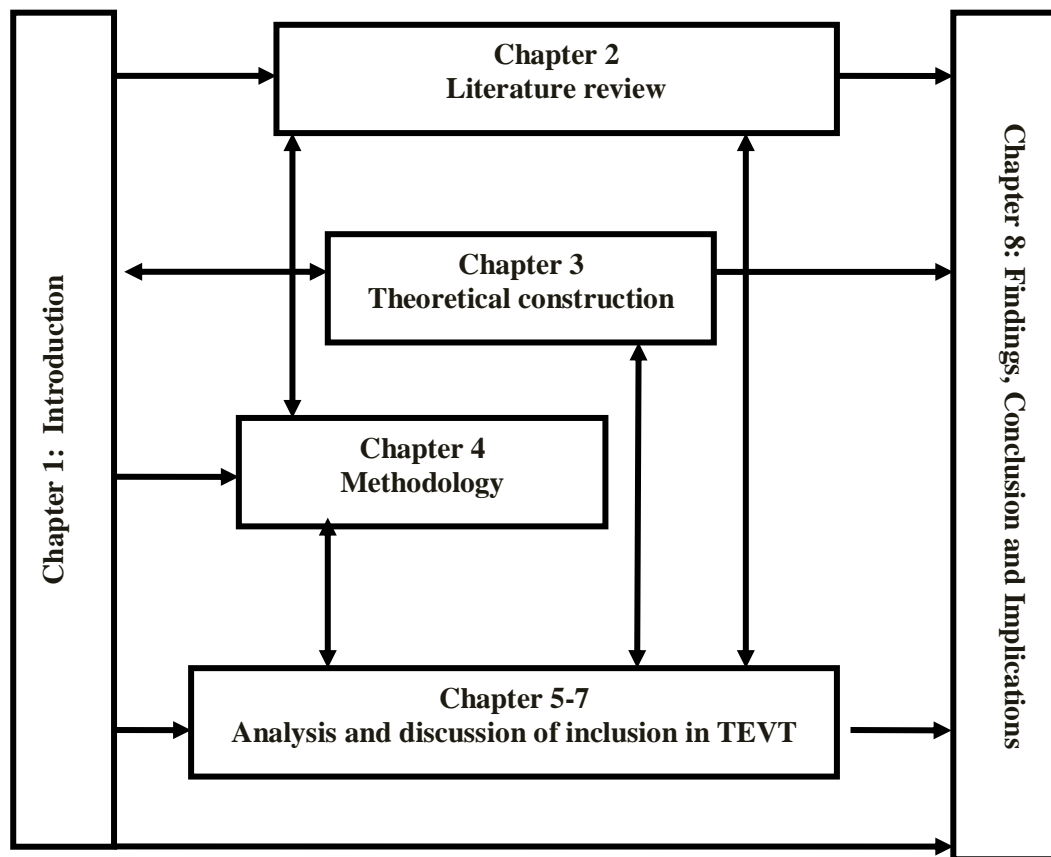 Chapter 1:  Introduction
Chapter 2
Literature review
Chapter 3
Theoretical construction
Chapter 4
Methodology
Chapter 5-7
Analysis and discussion of inclusion in TEVT
Chapter 8: Findings, Conclusion and Implications